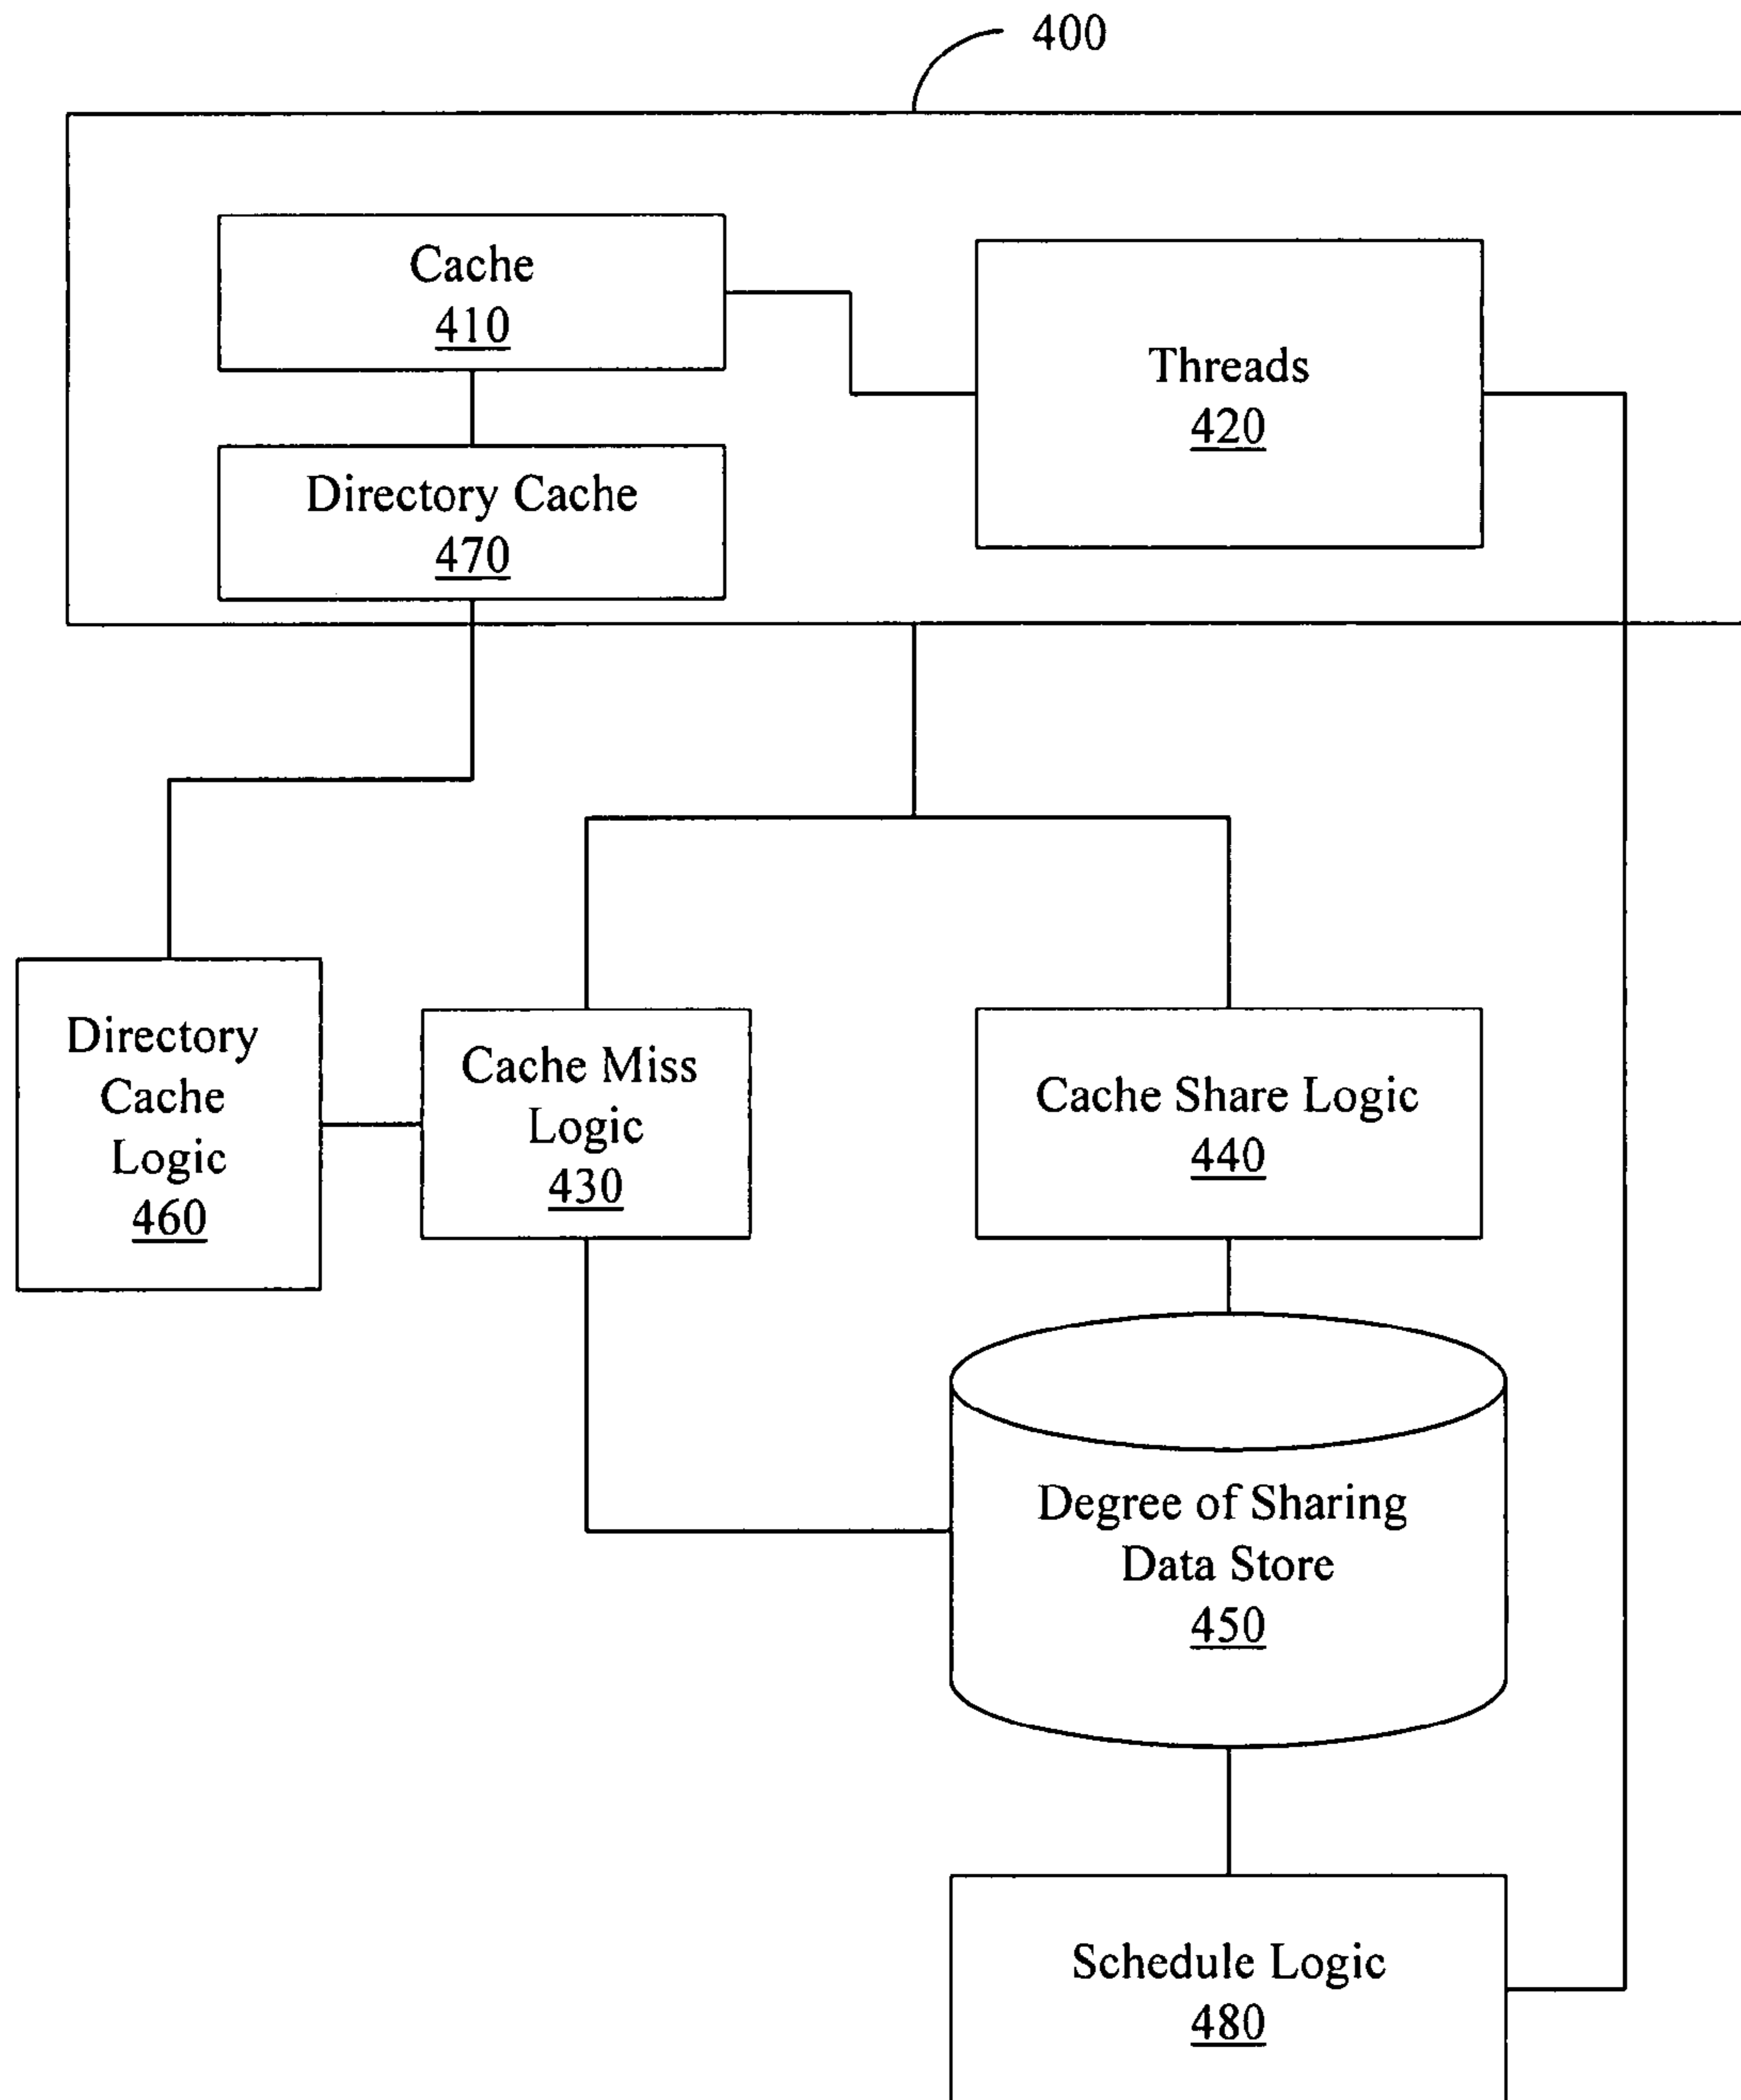 400
Cache
410
Threads
420
Directory Cache
470
Directory
Cache
Logic
460
Cache Miss
Logic
430
Cache Share Logic
440
Degree of Sharing
Data Store
450
Schedule Logic
480